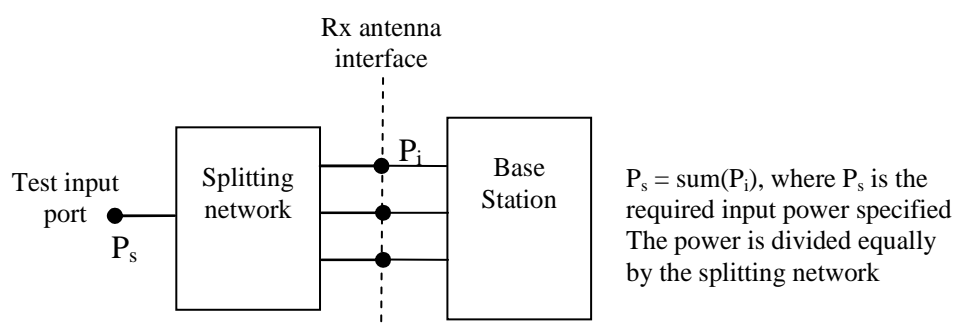 Rx antenna
interface
Test input
port
P_s
Splitting
network
P_i
Base
Station
P_s = sum(P_i), where P_s is the
required input power specified
The power is divided equally
by the splitting network